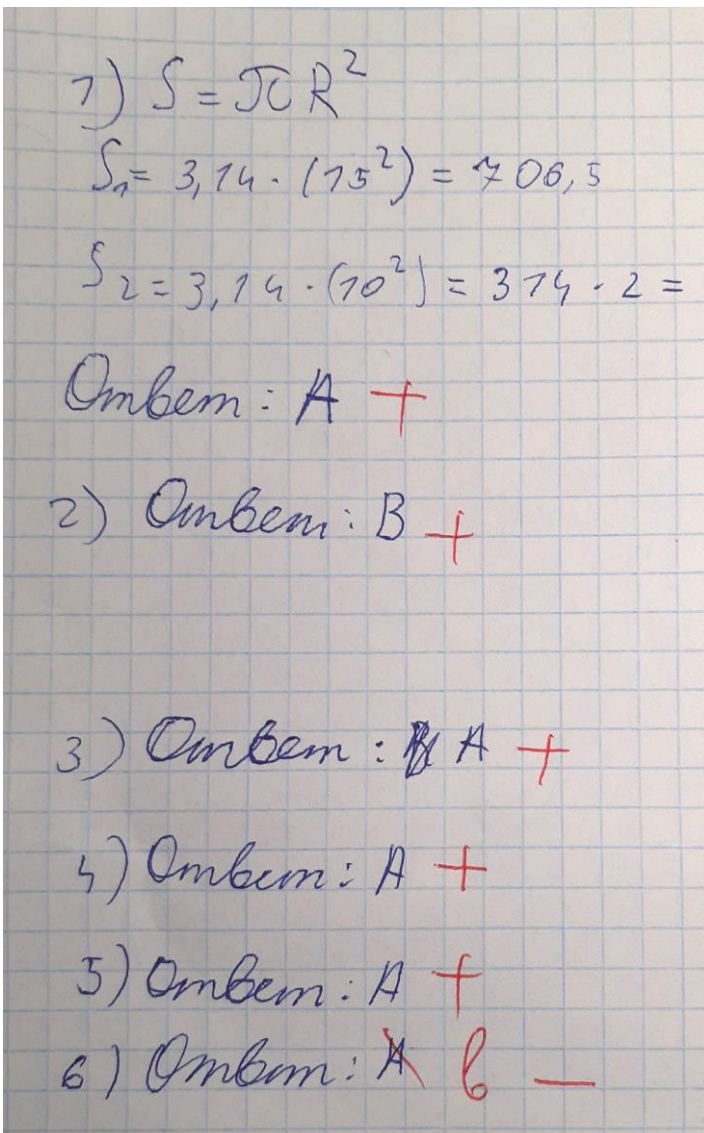 1) S = πR²
S₁ = 3,14 · (15²) = 706,5
S₂ = 3,14 · (10²) = 314 · 2 =
Ответ: А +
2) Ответ: В +
3) Ответ: А +
4) Ответ: А +
5) Ответ: А +
6) Ответ: А в —